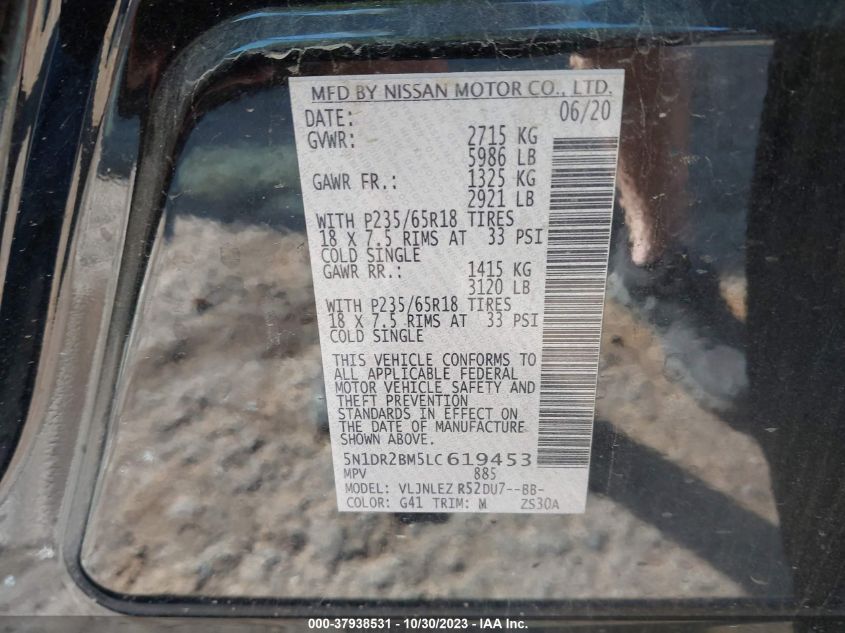 MFD BY NISSAN MOTOR CO., LTD.
DATE: 06/20
GVWR: 2715 KG
5986 LB
GAWR FR.: 1325 KG
2921 LB
WITH P235/65R18 TIRES
18 X 7.5 RIMS AT 33 PSI
COLD SINGLE
GAWR RR.: 1415 KG
3120 LB
WITH P235/65R18 TIRES
18 X 7.5 RIMS AT 33 PSI
COLD SINGLE
THIS VEHICLE CONFORMS TO
ALL APPLICABLE FEDERAL
MOTOR VEHICLE SAFETY AND
THEFT PREVENTION
STANDARDS IN EFFECT ON
THE DATE OF MANUFACTURE
SHOWN ABOVE.
5N1DR2BM5LC619453
MPV 885
MODEL: VLJNLEZ R52DU7--BB-
COLOR: G41 TRIM: M ZS30A
000-37938531 - 10/30/2023 - IAA Inc.